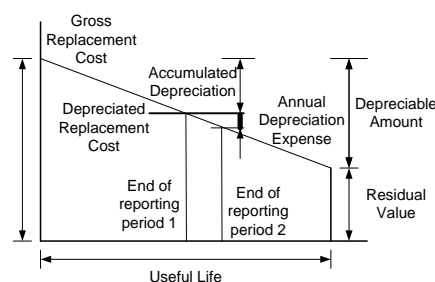 Gross
Replacement
Cost
Accumulated
Depreciation
Depreciated
Replacement
Cost
Annual
Depreciation
Expense
Depreciable
Amount
End of
reporting
period 1
End of
reporting
period 2
Residual
Value
Useful Life